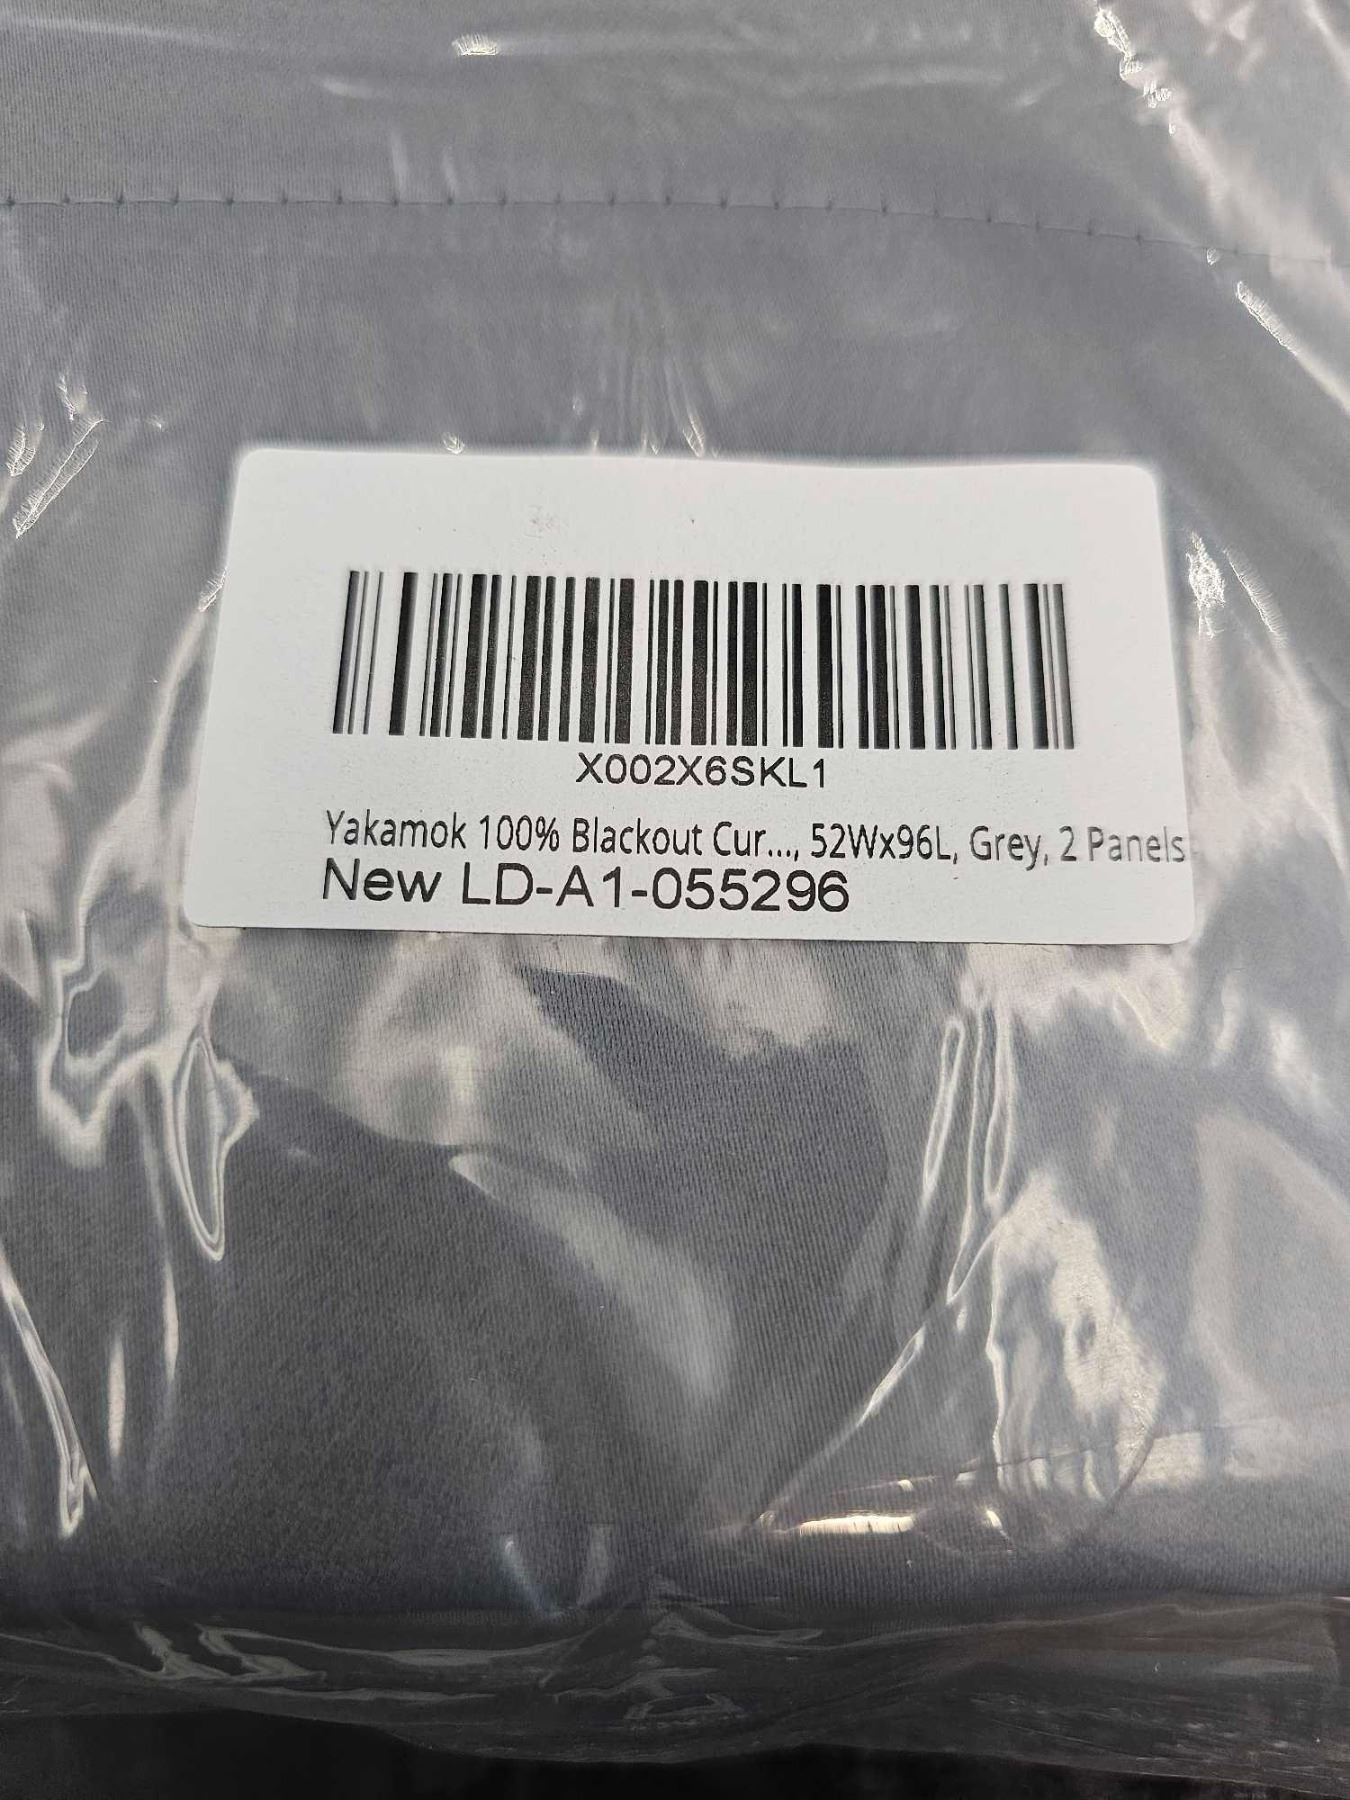 X002X6SKL1
Yakamok 100% Blackout Cur..., 52Wx96L, Grey, 2 Panels
New LD-A1-055296